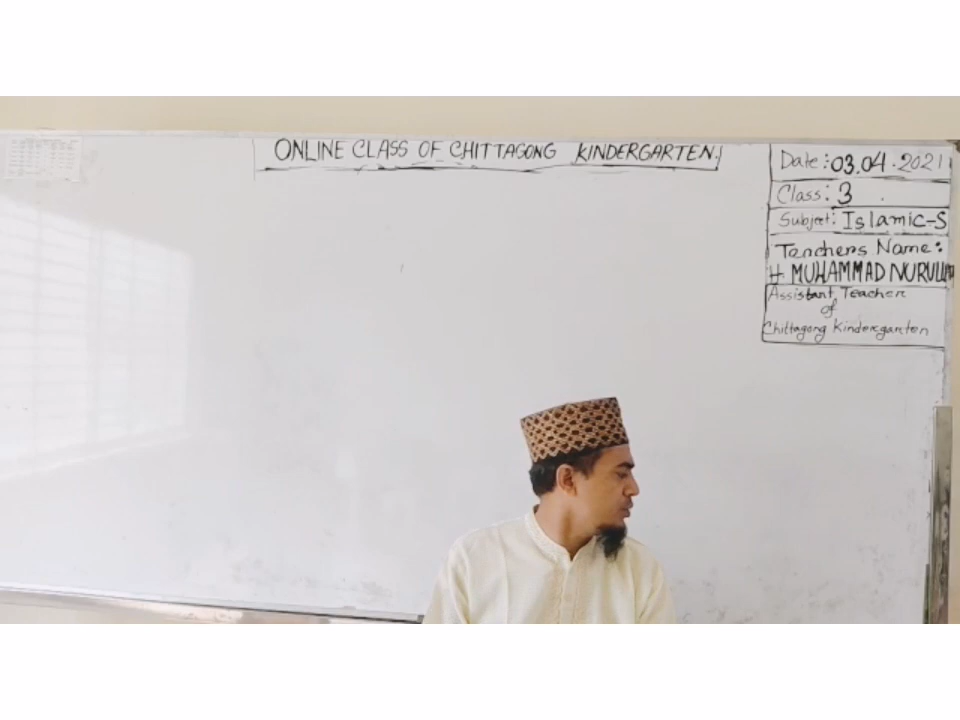 ONLINE CLASS OF CHITTAGONG KINDERGARTEN
Date: 03.04.2021
Class: 3
Subject: Islamic-S
Teachers Name:
H. MUHAMMAD
Assistant Teacher
of
Chittagong Kindergarten